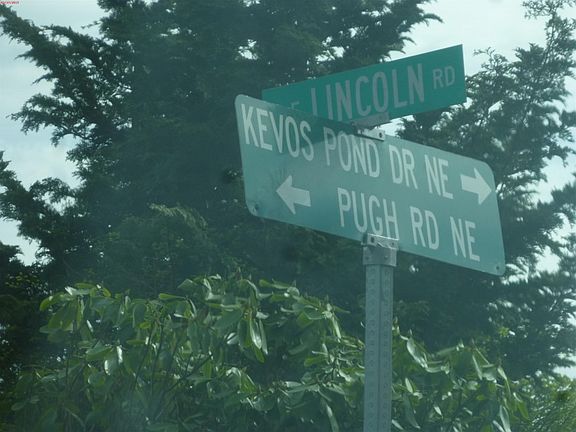 LINCOLN RD
KEVOS POND DR NE
PUGH RD NE